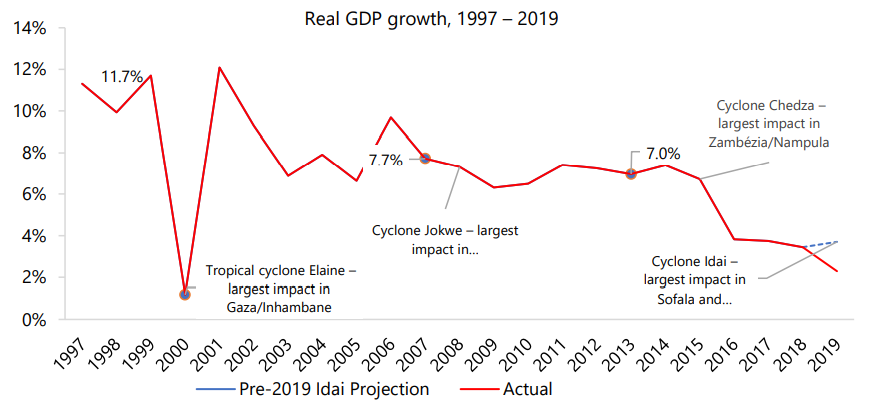 Real GDP growth, 1997 – 2019
14%
12%
10%
8%
6%
4%
2%
0%
11.7%
7.7%
7.0%
Cyclone Chedza –
largest impact in
Zambézia/Nampula
Cyclone Jokwe – largest
impact in...
Tropical cyclone Elaine –
largest impact in
Gaza/Inhambane
Cyclone Idai –
largest impact in
Sofala and...
1997
1998
1999
2000
2001
2002
2003
2004
2005
2006
2007
2008
2009
2010
2011
2012
2013
2014
2015
2016
2017
2018
2019
Pre-2019 Idai Projection
Actual